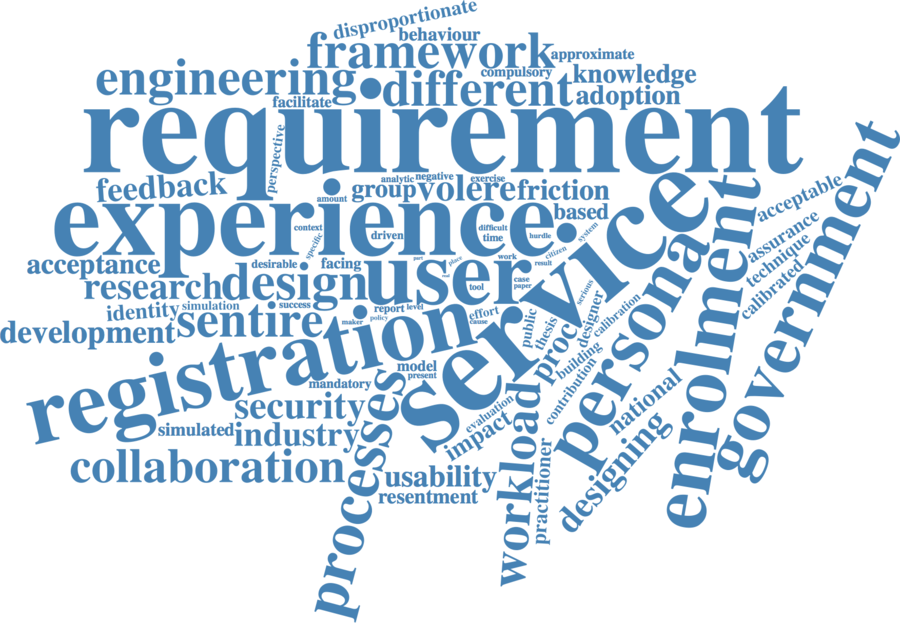 disproportionate
behaviour
framework
approximate
engineering
compulsory
knowledge
different
facilitate
adoption
requirement
perspective
analytic
negative
exercise
feedback
amount
group
volere
friction
experience
context
specific
driven
difficult
time
hurdle
based
system
citizen
acceptable
acceptance
desirable
facing
part
place
work
result
assurance
technique
research
design
user
tool
case
paper
serious
calibrated
identity
simulation
success
report
level
effort
cause
service
calibration
designer
public
thesis
proc
development
sentire
maker
policy
registration
model
present
building
contribution
personant
enrolment
government
mandatory
security
processes
evaluation
impact
workload
national
simulated
industry
designing
practitioner
collaboration
usability
resentment